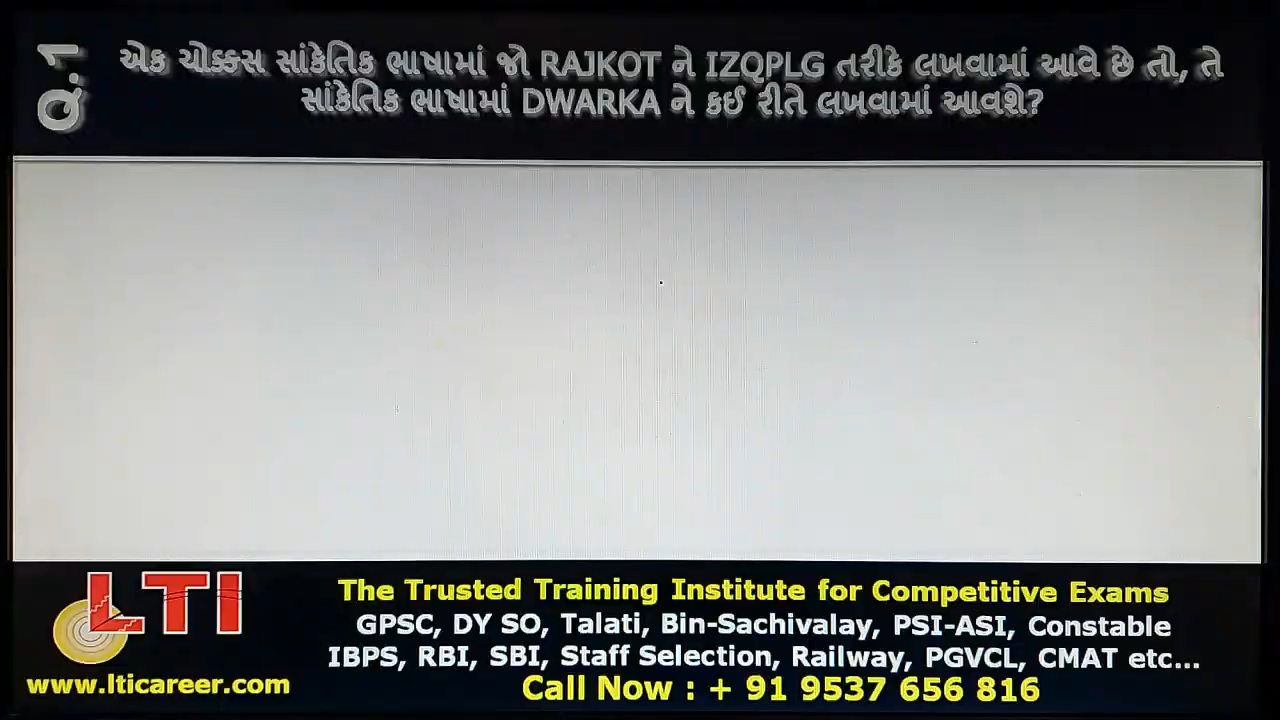 Q.1
એક ચોક્કસ સાંકેતિક ભાષામાં જો RAJKOT ને IZQPLG તરીકે લખવામાં આવે છે તો, તે
સાંકેતિક ભાષામાં DWARKA ને કઈ રીતે લખવામાં આવશે?
LTI
www.lticareer.com
The Trusted Training Institute for Competitive Exams
GPSC, DY SO, Talati, Bin-Sachivalay, PSI-ASI, Constable
IBPS, RBI, SBI, Staff Selection, Railway, PGVCL, CMAT etc...
Call Now : + 91 9537 656 816